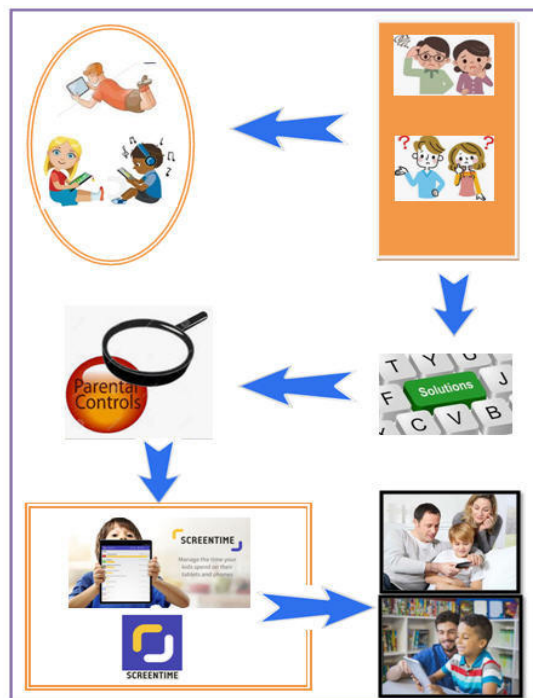 ?
?
T Y U
F Solutions J
C V B
Parental
Controls
SCREENTIME
Manage the time your
kids spend on their
tablets and phones
SCREENTIME